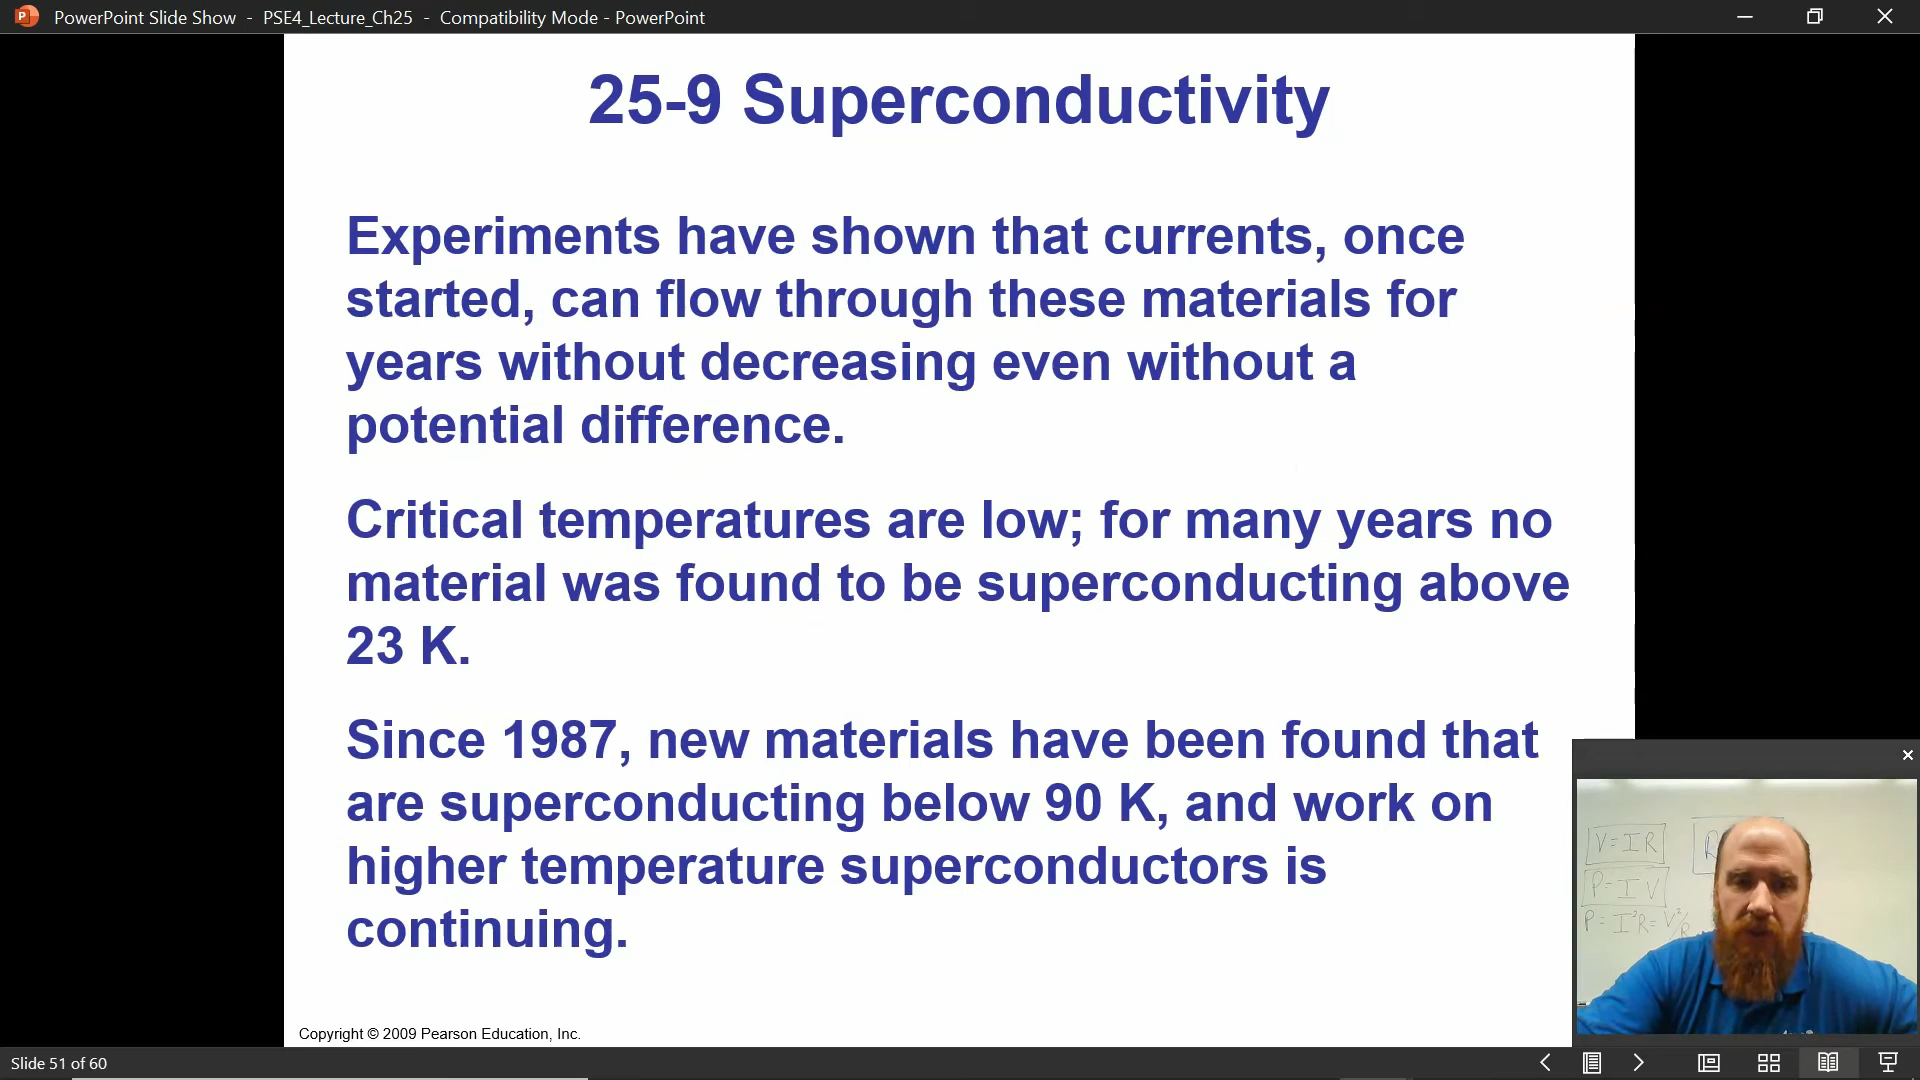 PowerPoint Slide Show - PSE4_Lecture_Ch25 - Compatibility Mode - PowerPoint
25-9 Superconductivity
Experiments have shown that currents, once
started, can flow through these materials for
years without decreasing even without a
potential difference.
Critical temperatures are low; for many years no
material was found to be superconducting above
23 K.
Since 1987, new materials have been found that
are superconducting below 90 K, and work on
higher temperature superconductors is
continuing.
V=IR
R
P=IV
P=I²R=V²/R
Copyright © 2009 Pearson Education, Inc.
Slide 51 of 60